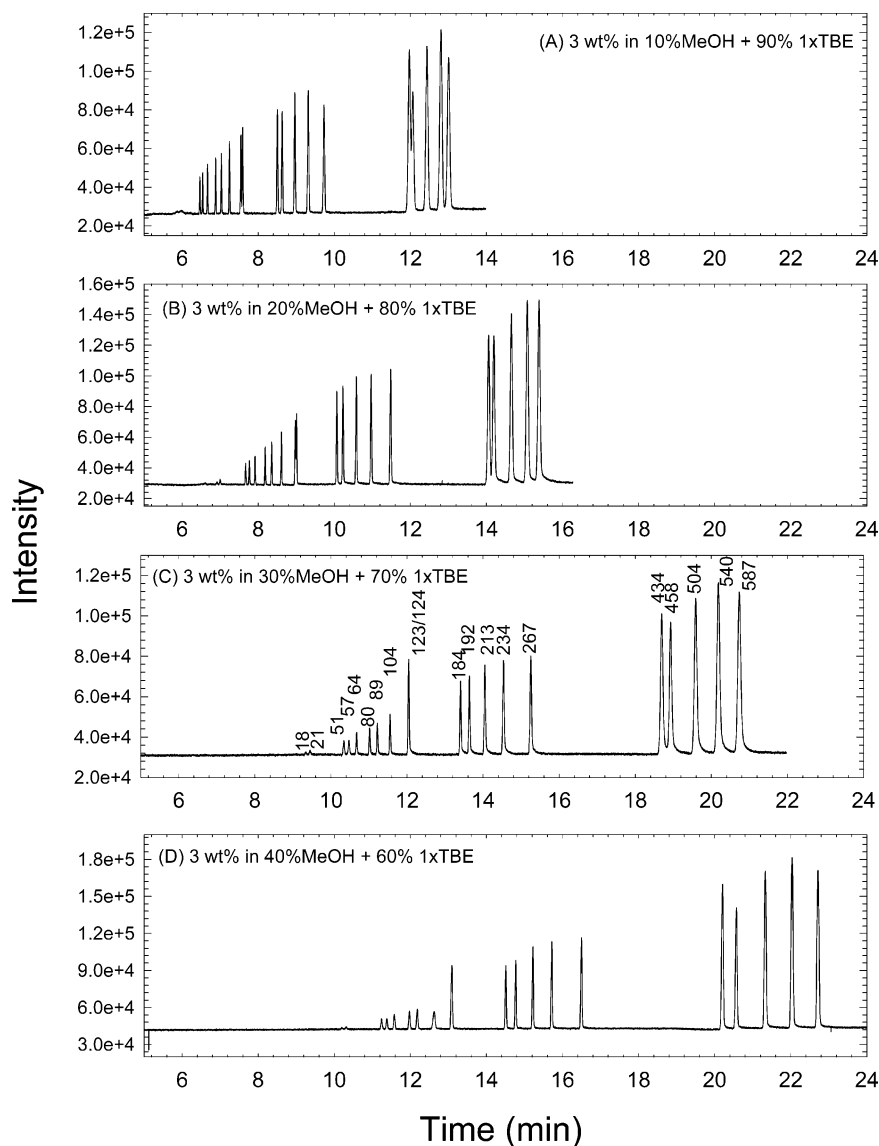 Intensity
1.2e+5
1.0e+5
8.0e+4
6.0e+4
4.0e+4
2.0e+4
(A) 3 wt% in 10%MeOH + 90% 1xTBE
6 8 10 12 14 16 18 20 22 24
1.6e+5
1.4e+5
1.2e+5
1.0e+5
8.0e+4
6.0e+4
4.0e+4
2.0e+4
(B) 3 wt% in 20%MeOH + 80% 1xTBE
6 8 10 12 14 16 18 20 22 24
1.2e+5
1.0e+5
8.0e+4
6.0e+4
4.0e+4
2.0e+4
(C) 3 wt% in 30%MeOH + 70% 1xTBE
18
21
51
57
64
80
89
104
123/124
184
192
213
234
267
434
458
504
540
587
6 8 10 12 14 16 18 20 22 24
1.8e+5
1.5e+5
1.2e+5
9.0e+4
6.0e+4
3.0e+4
(D) 3 wt% in 40%MeOH + 60% 1xTBE
6 8 10 12 14 16 18 20 22 24
Time (min)